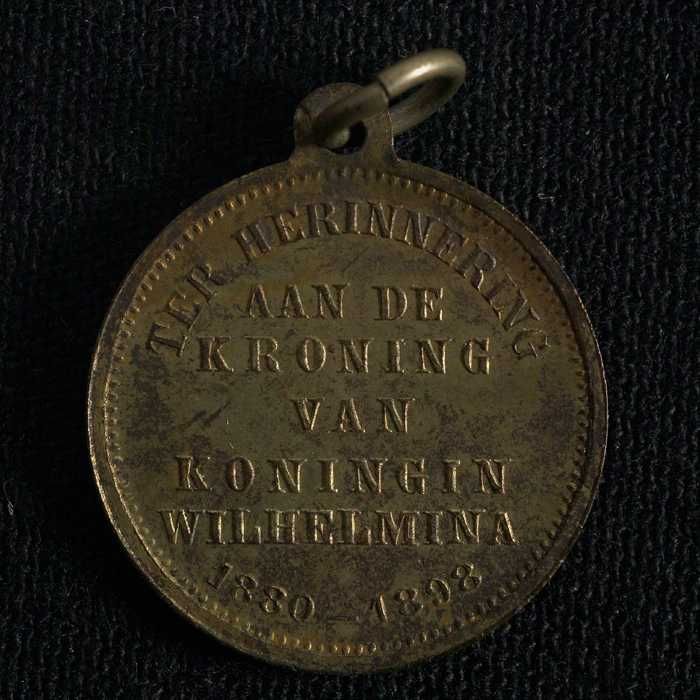 TER HERINNERING
AAN DE
KRONING
VAN
KONINGIN
WILHELMINA
1880 - 1898